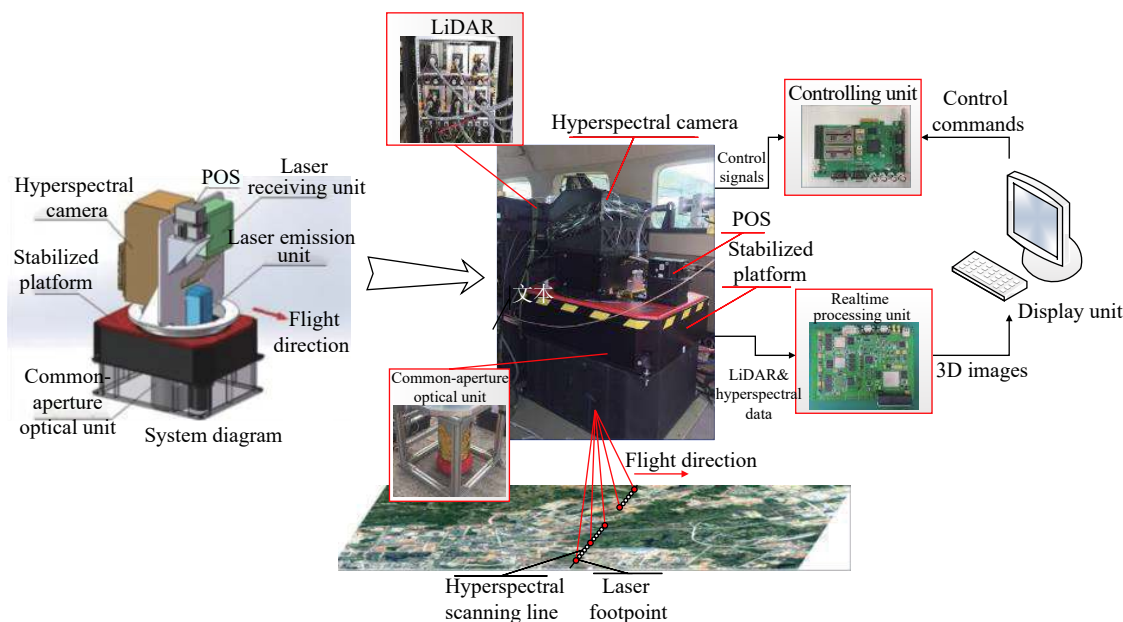 LiDAR
Hyperspectral camera
Controlling unit
Control
commands
Control
signals
POS
Laser
receiving unit
Hyperspectral
camera
Laser emission
unit
Stabilized
platform
Flight
direction
Common-
aperture
optical unit
System diagram
文本
POS
Stabilized
platform
Realtime
processing unit
Display unit
3D images
LiDAR&
hyperspectral
data
Common-aperture
optical unit
Flight direction
Hyperspectral
scanning line
Laser
footpoint